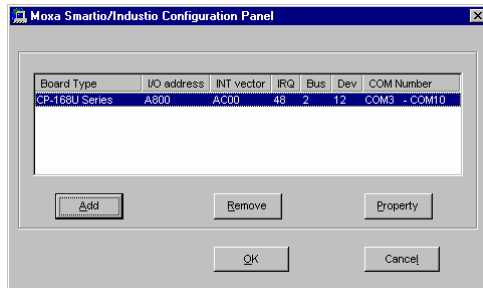 Moxa Smartio/Industio Configuration Panel
Board Type I/O address INT vector IRQ Bus Dev COM Number
CP-168U Series A800 AC00 48 2 12 COM3 - COM10
Add Remove Property
OK Cancel